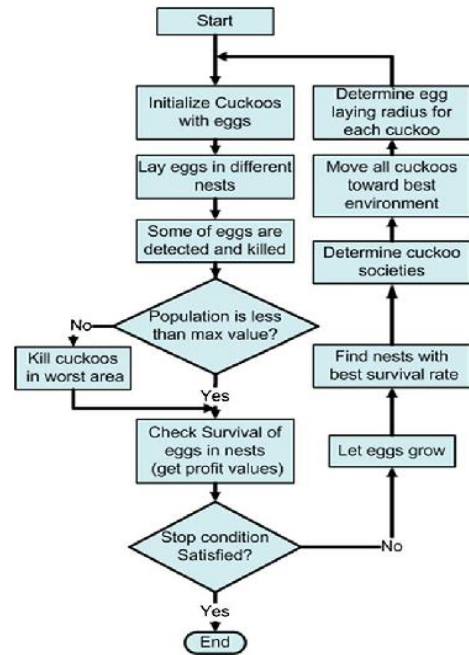 Start
Initialize Cuckoos
with eggs
Lay eggs in different
nests
Some of eggs are
detected and killed
Population is less
than max value?
No
Kill cuckoos
in worst area
Yes
Check Survival of
eggs in nests
(get profit values)
Stop condition
Satisfied?
No
Yes
End
Let eggs grow
Find nests with
best survival rate
Determine cuckoo
societies
Move all cuckoos
toward best
environment
Determine egg
laying radius for
each cuckoo